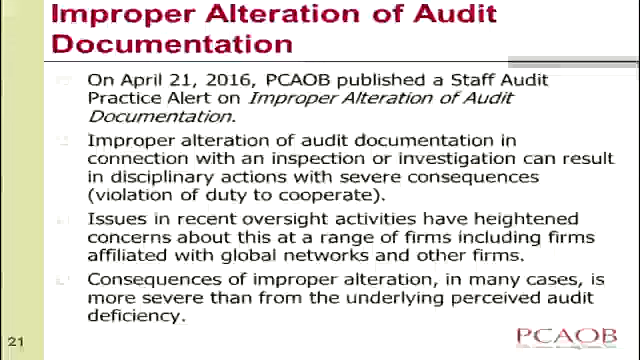 Improper Alteration of Audit
Documentation
On April 21, 2016, PCAOB published a Staff Audit
Practice Alert on Improper Alteration of Audit
Documentation.
Improper alteration of audit documentation in
connection with an inspection or investigation can result
in disciplinary actions with severe consequences
(violation of duty to cooperate).
Issues in recent oversight activities have heightened
concerns about this at a range of firms including firms
affiliated with global networks and other firms.
Consequences of improper alteration, in many cases, is
more severe than from the underlying perceived audit
deficiency.
21
PCAOB